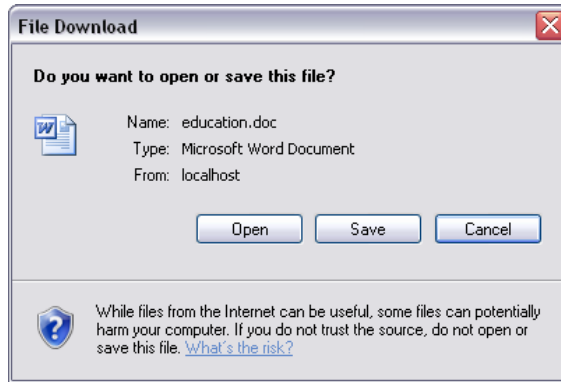 File Download
Do you want to open or save this file?
Name: education.doc
Type: Microsoft Word Document
From: localhost
Open Save Cancel
While files from the Internet can be useful, some files can potentially
harm your computer. If you do not trust the source, do not open or
save this file. What's the risk?